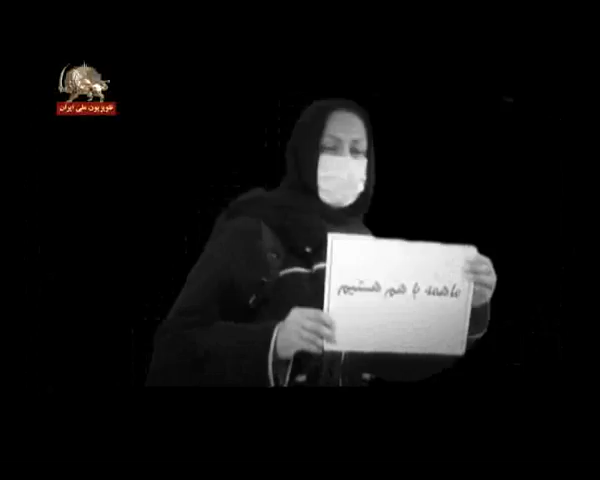 تلویزیون ملی ایران
ما همه با هم هستیم